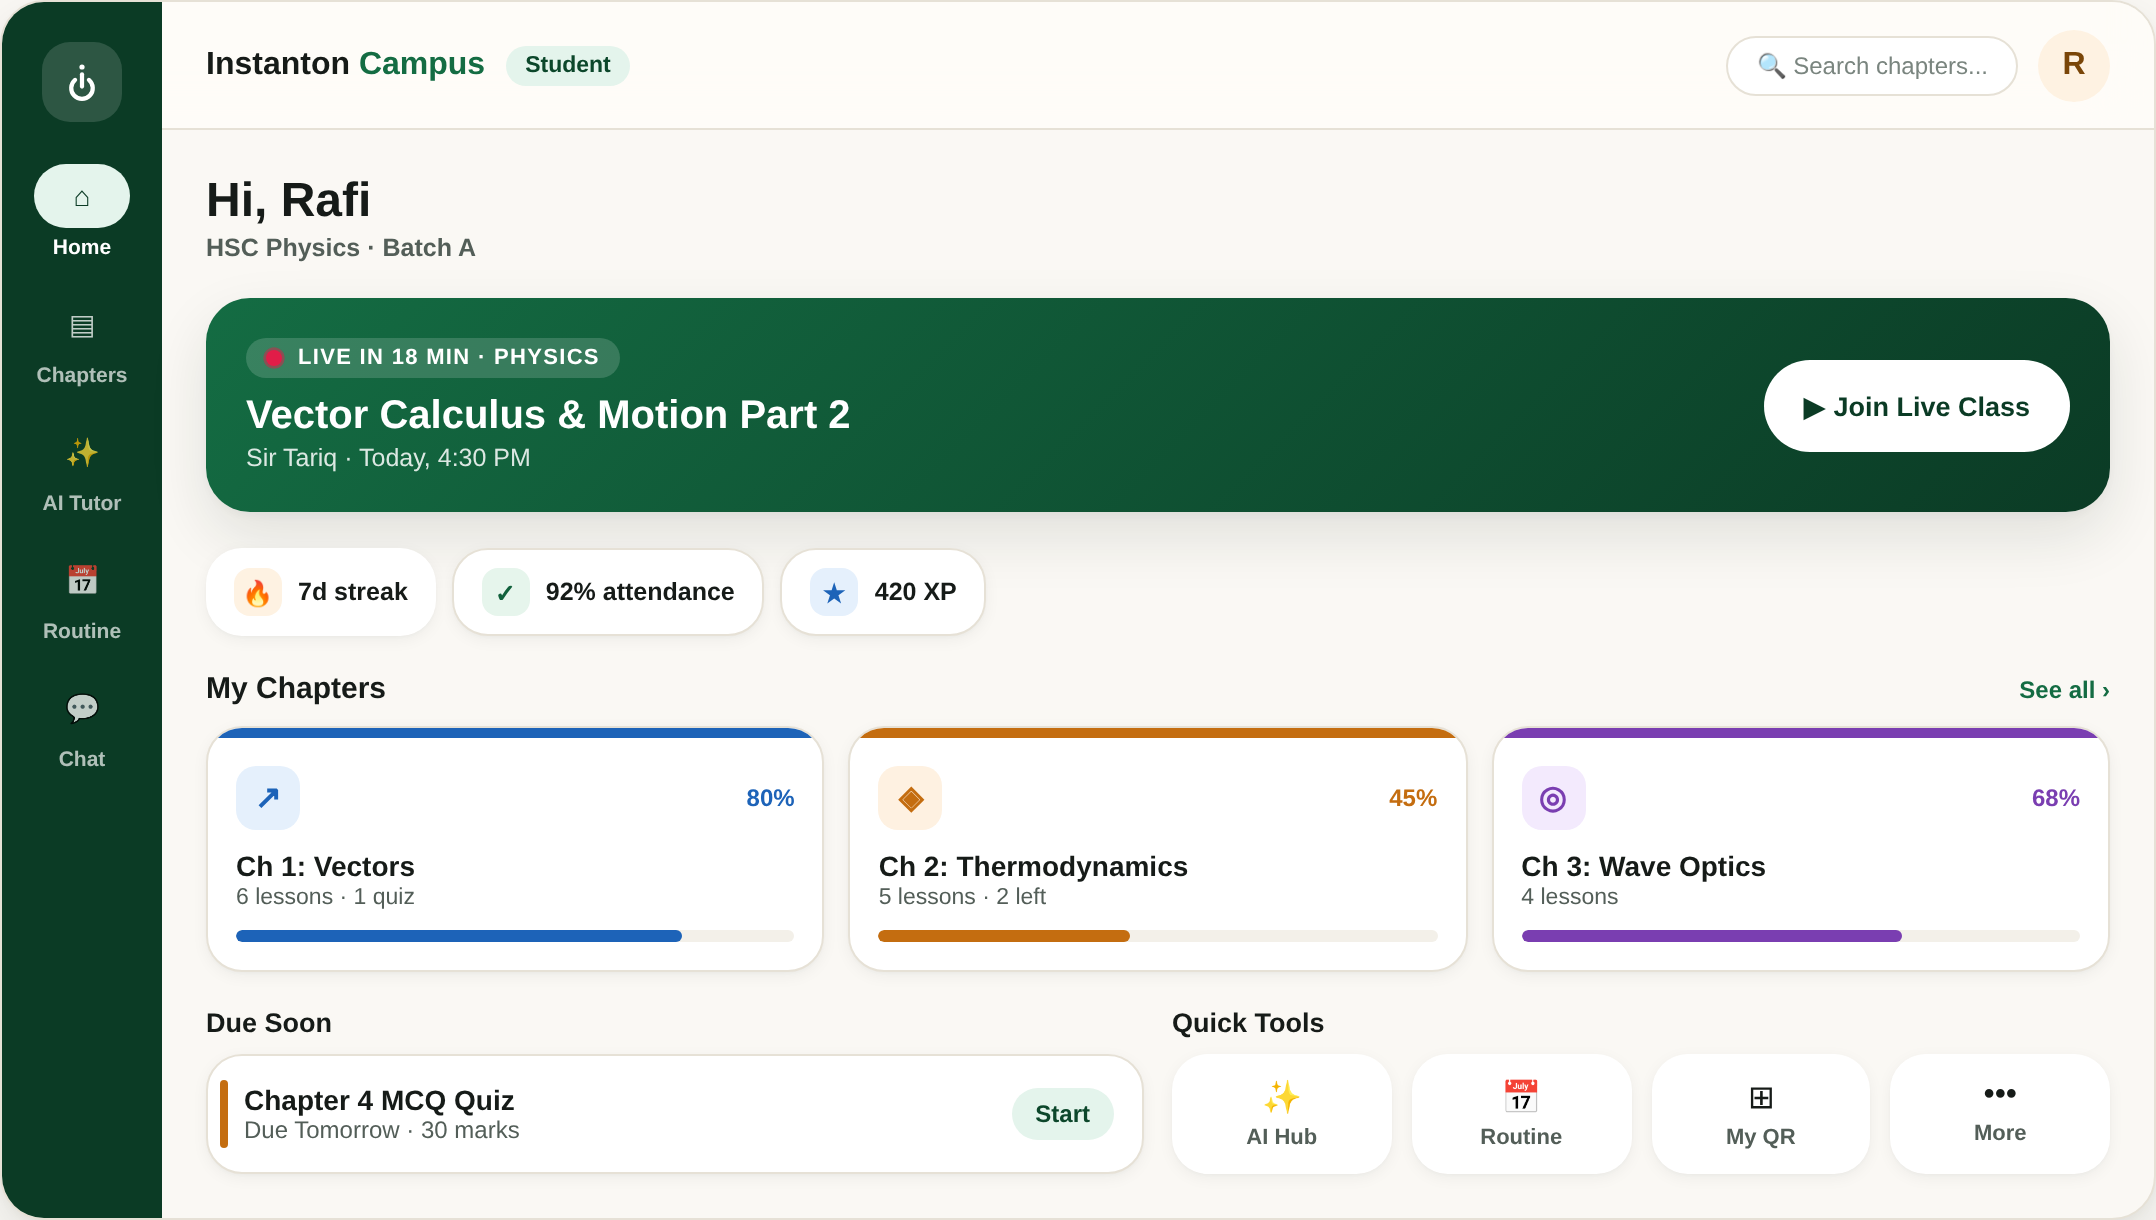 Instanton Campus
Student
🔍 Search chapters...
R
Home
Chapters
AI Tutor
Routine
Chat
Hi, Rafi
HSC Physics · Batch A
LIVE IN 18 MIN · PHYSICS
Vector Calculus & Motion Part 2
Sir Tariq · Today, 4:30 PM
▶ Join Live Class
7d streak
92% attendance
420 XP
My Chapters
See all ›
80%
Ch 1: Vectors
6 lessons · 1 quiz
45%
Ch 2: Thermodynamics
5 lessons · 2 left
68%
Ch 3: Wave Optics
4 lessons
Due Soon
Chapter 4 MCQ Quiz
Due Tomorrow · 30 marks
Start
Quick Tools
AI Hub
Routine
My QR
More